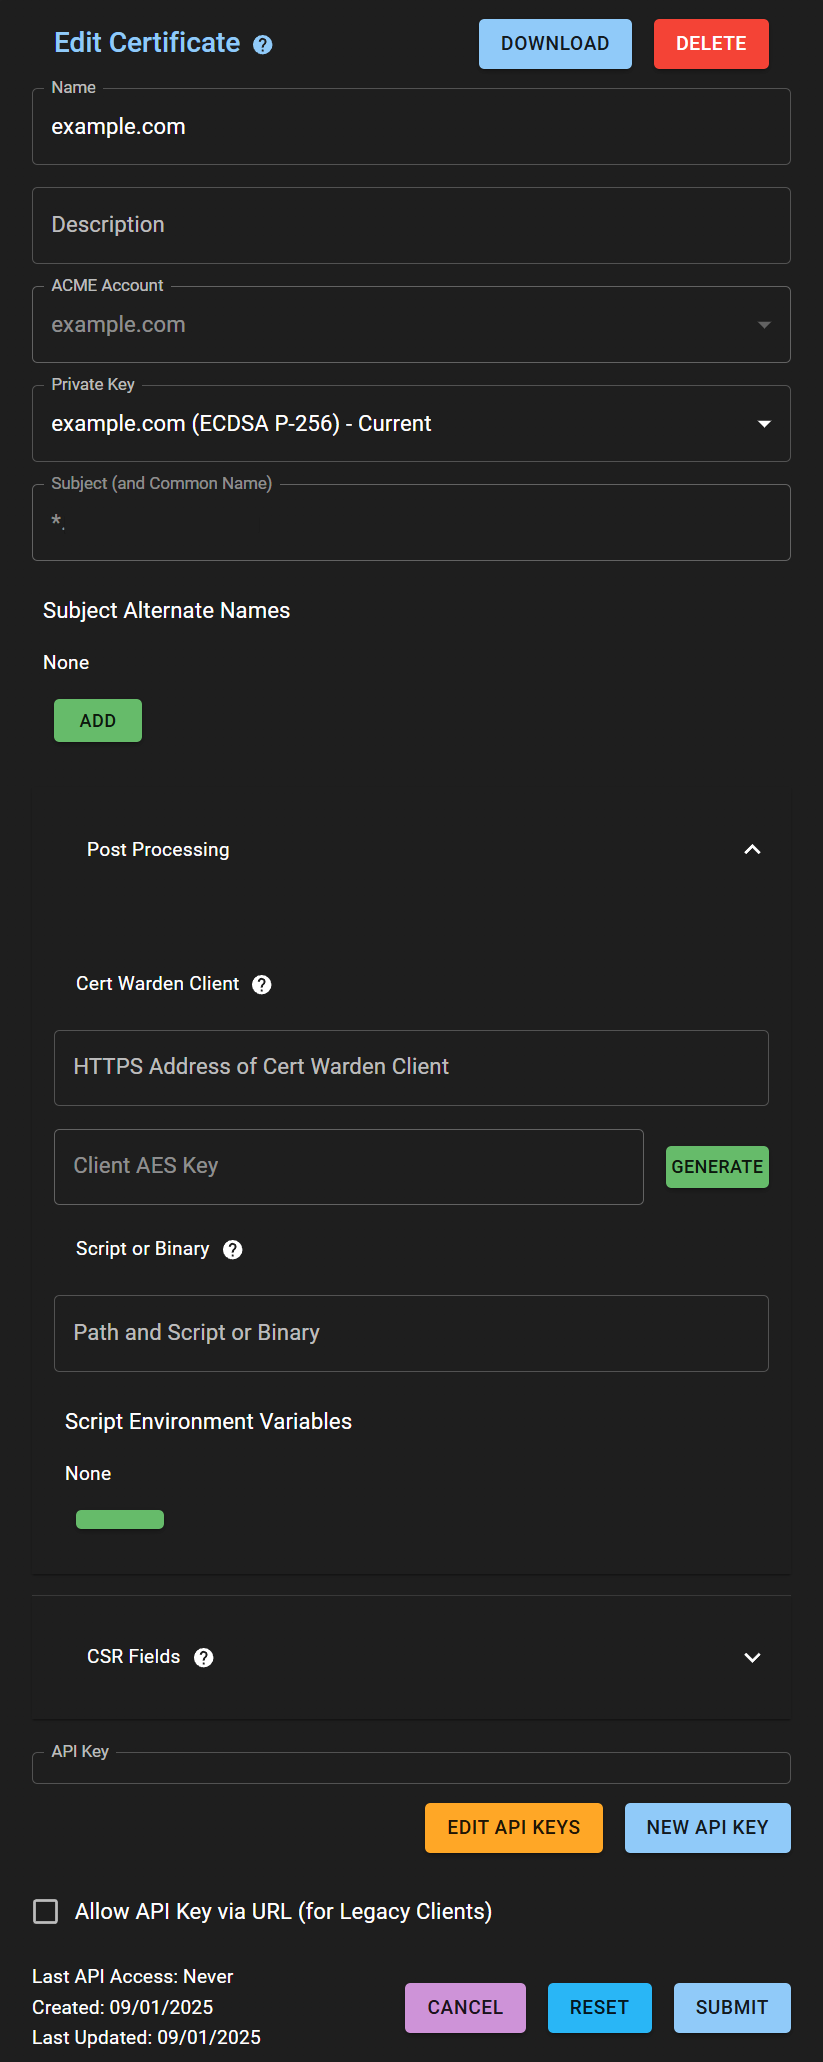 Edit Certificate
DOWNLOAD
DELETE
Name
example.com
Description
ACME Account
example.com
Private Key
example.com (ECDSA P-256) - Current
Subject (and Common Name)
*.
Subject Alternate Names
None
ADD
Post Processing
Cert Warden Client
HTTPS Address of Cert Warden Client
Client AES Key
GENERATE
Script or Binary
Path and Script or Binary
Script Environment Variables
None
CSR Fields
API Key
EDIT API KEYS
NEW API KEY
Allow API Key via URL (for Legacy Clients)
Last API Access: Never
Created: 09/01/2025
Last Updated: 09/01/2025
CANCEL
RESET
SUBMIT